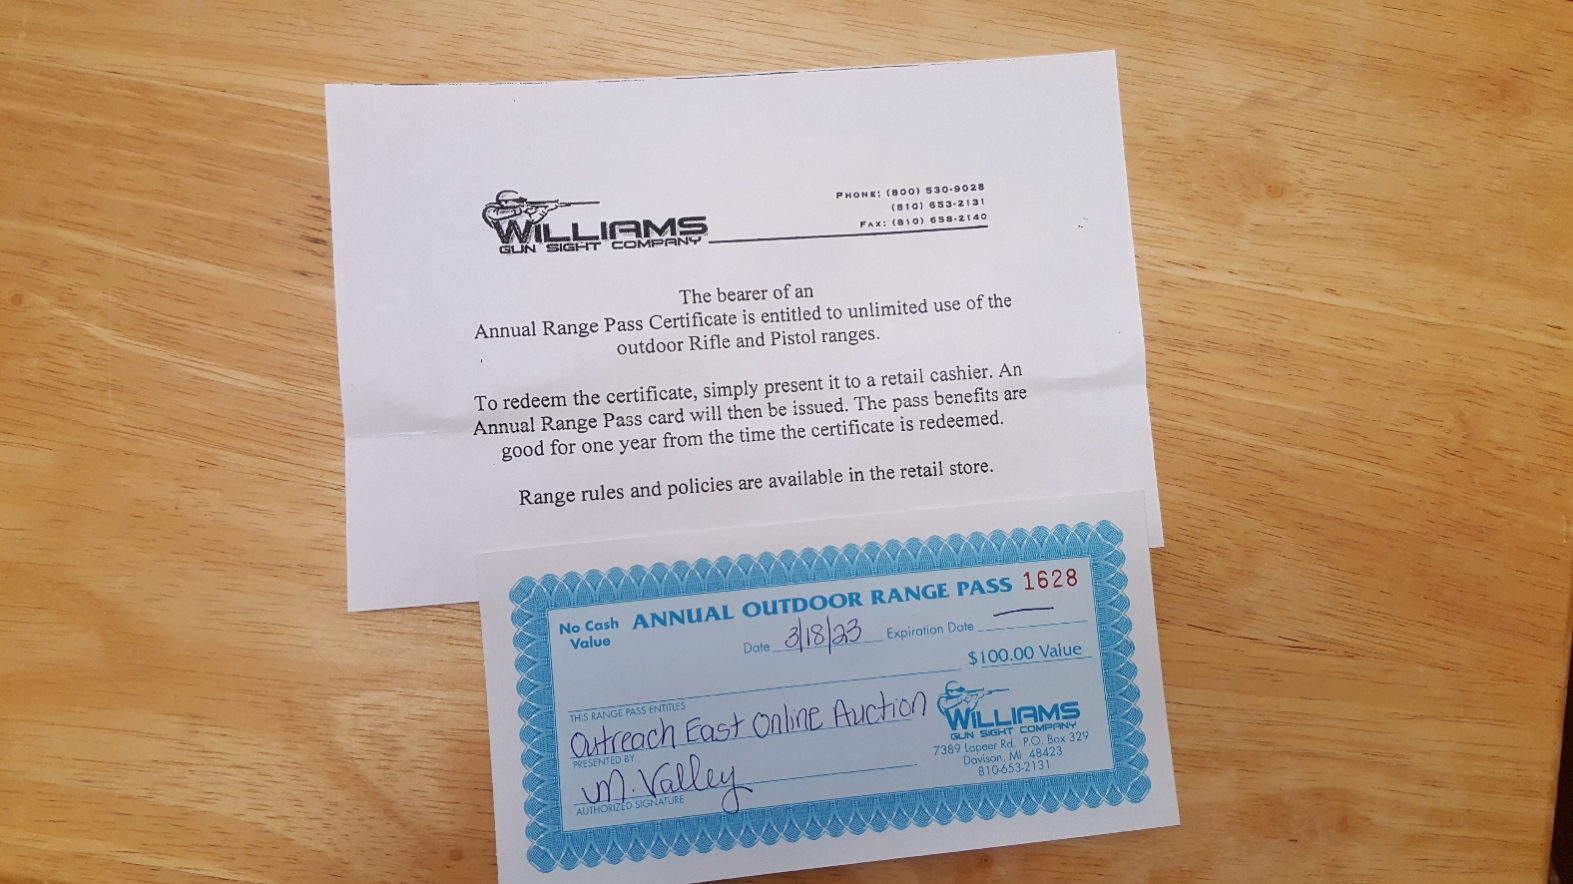 WILLIAMS
GUN SIGHT COMPANY
PHONE: (800) 530-9028
(810) 653-2131
FAX: (810) 658-2140
The bearer of an
Annual Range Pass Certificate is entitled to unlimited use of the
outdoor Rifle and Pistol ranges.
To redeem the certificate, simply present it to a retail cashier. An
Annual Range Pass card will then be issued. The pass benefits are
good for one year from the time the certificate is redeemed.
Range rules and policies are available in the retail store.
No Cash
Value
ANNUAL OUTDOOR RANGE PASS 1628
Date 3/18/23 Expiration Date
$100.00 Value
THIS RANGE PASS ENTITLES
Outreach East Online Auction
PRESENTED BY
M. Valley
AUTHORIZED SIGNATURE
WILLIAMS
GUN SIGHT COMPANY
7389 Lapeer Rd. P.O. Box 329
Davison, MI 48423
810-653-2131